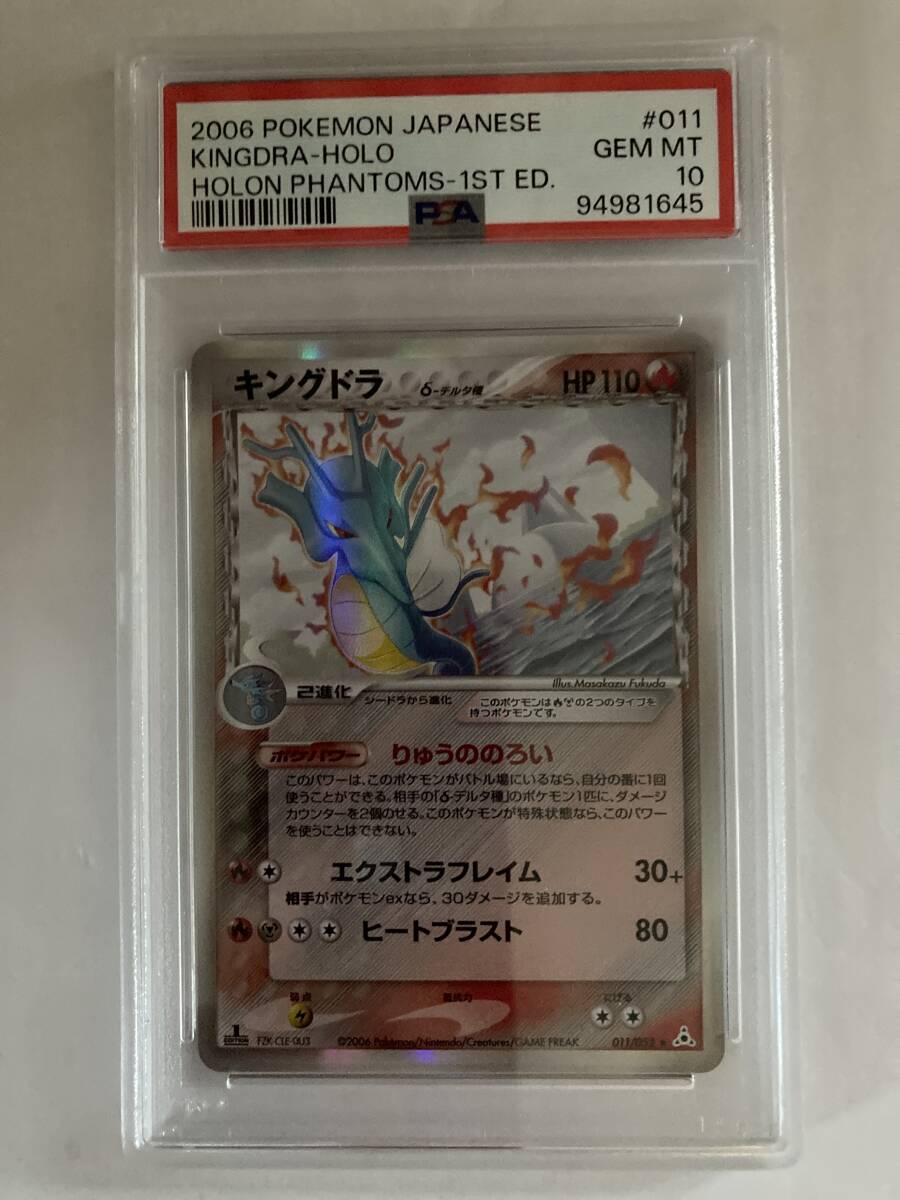 2006 POKEMON JAPANESE #011
KINGDRA-HOLO GEM MT
HOLON PHANTOMS-1ST ED. 10
PSA 94981645
キングドラ δ-デルタ種 HP 110
Illus. Masakazu Fukuda
2進化 シードラから進化
このポケモンは の2つのタイプを
持つポケモンです。
ポケパワー りゅうののろい
このパワーは、このポケモンがバトル場にいるなら、自分の番に1回
使うことができる。相手の「δ-デルタ種」のポケモン1匹に、ダメージ
カウンターを2個のせる。このポケモンが特殊状態なら、このパワー
を使うことはできない。
エクストラフレイム 30+
相手がポケモンexなら、30ダメージを追加する。
ヒートブラスト 80
弱点 抵抗力 にげる
1 EDITION ©2006 Pokémon/Nintendo/Creatures/GAME FREAK 011/052 ★